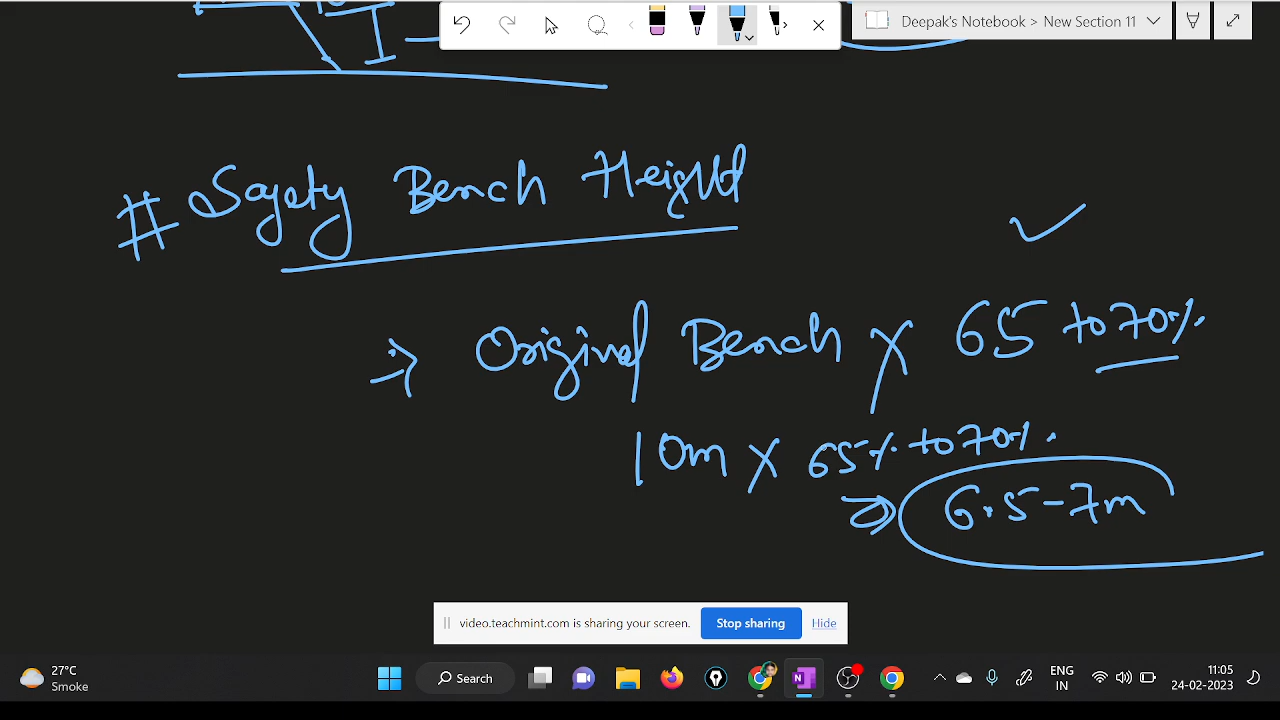 Deepak's Notebook > New Section 11
# Safety Bench Height
=> Original Bench X 65 to 70%.
10m X 65% to 70%.
=> 6.5-7m
video.teachmint.com is sharing your screen. Stop sharing Hide
27°C
Smoke
Search
ENG
IN
11:05
24-02-2023